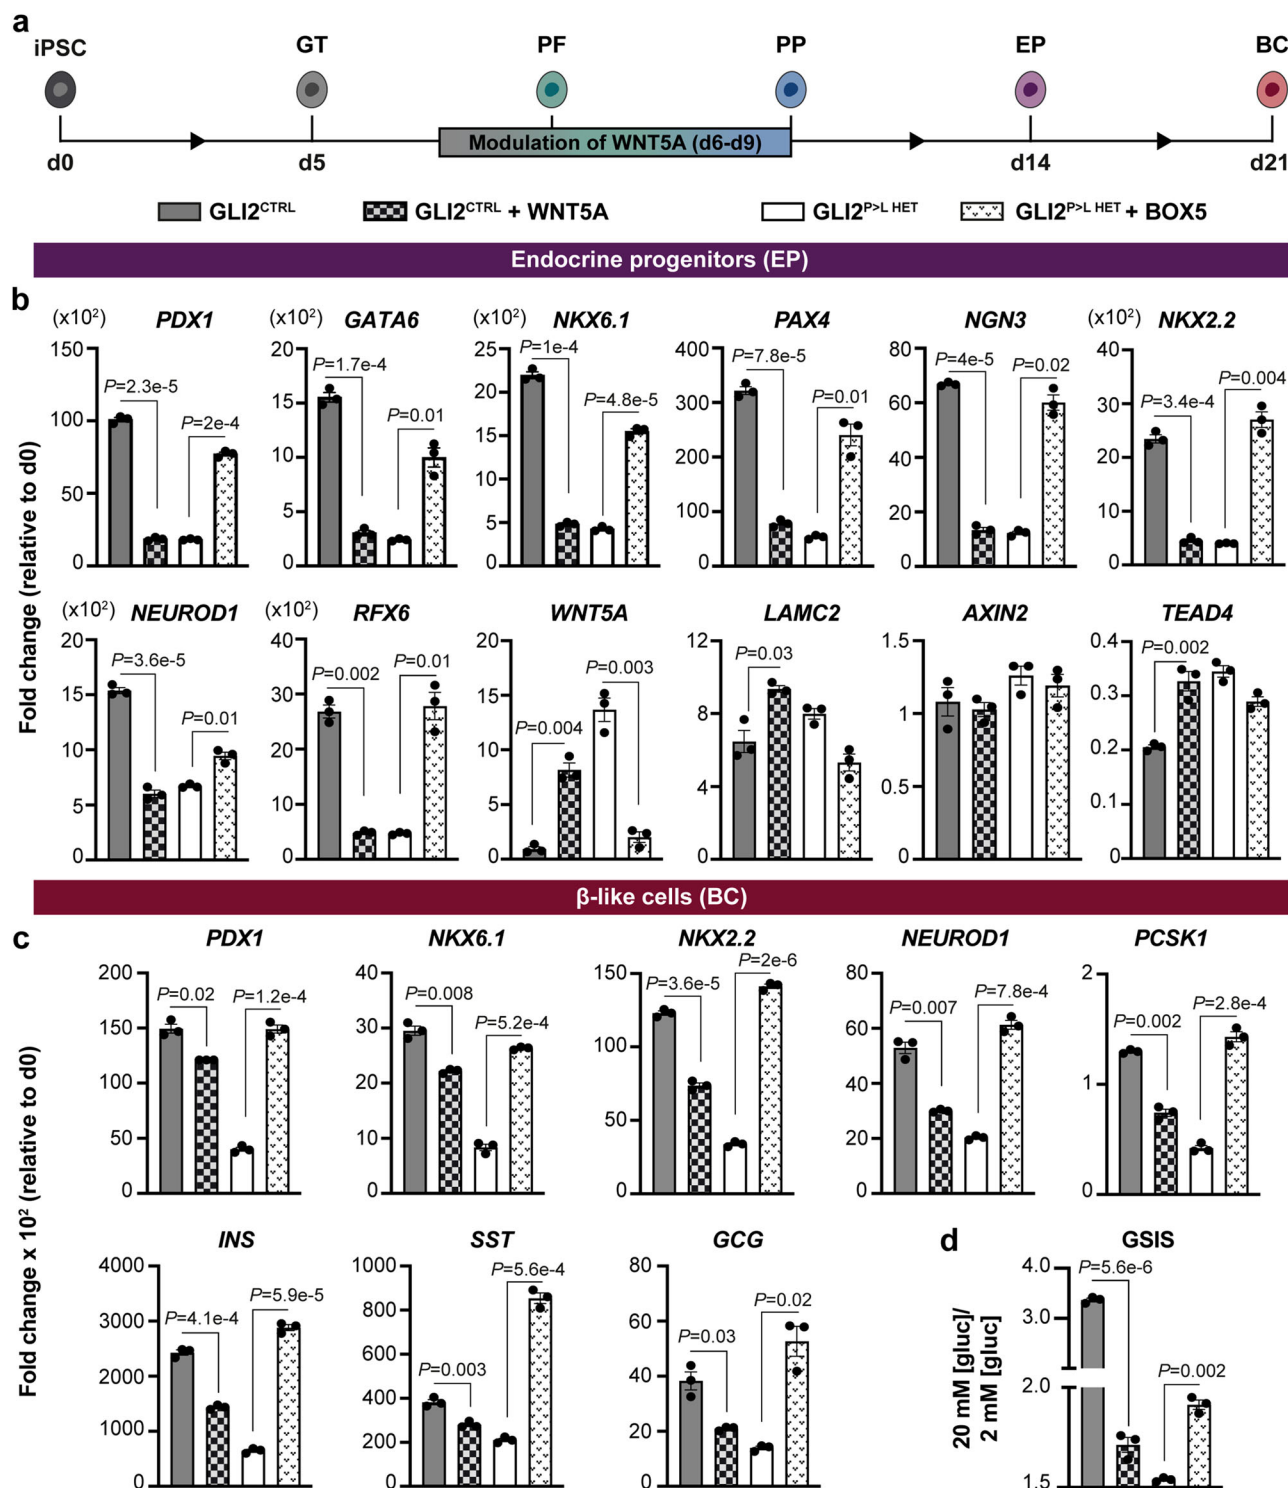 a
iPSC GT PF PP EP BC
Modulation of WNT5A (d6-d9)
d0 d5 d14 d21
GLI2CTRL GLI2CTRL + WNT5A GLI2P>L HET GLI2P>L HET + BOX5
Endocrine progenitors (EP)
b
Fold change (relative to d0)
(x10²) PDX1
150
100
50
0
P=2.3e-5
P=2e-4
(x10²) GATA6
20
15
10
5
0
P=1.7e-4
P=0.01
(x10²) NKX6.1
25
20
15
10
5
0
P=1e-4
P=4.8e-5
PAX4
400
300
200
100
0
P=7.8e-5
P=0.01
NGN3
80
60
40
20
0
P=4e-5
P=0.02
(x10²) NKX2.2
40
30
20
10
0
P=3.4e-4
P=0.004
(x10²) NEUROD1
20
15
10
5
0
P=3.6e-5
P=0.01
(x10²) RFX6
40
30
20
10
0
P=0.002
P=0.01
WNT5A
20
15
10
5
0
P=0.004
P=0.003
LAMC2
12
8
4
0
P=0.03
AXIN2
1.5
1
0.5
0
TEAD4
0.4
0.3
0.2
0.1
0
P=0.002
β-like cells (BC)
c
Fold change x 10² (relative to d0)
PDX1
200
150
100
50
0
P=0.02
P=1.2e-4
NKX6.1
40
30
20
10
0
P=0.008
P=5.2e-4
NKX2.2
150
100
50
0
P=3.6e-5
P=2e-6
NEUROD1
80
60
40
20
0
P=0.007
P=7.8e-4
PCSK1
2
1
0
P=0.002
P=2.8e-4
INS
4000
3000
2000
1000
0
P=4.1e-4
P=5.9e-5
SST
1000
800
600
400
200
0
P=0.003
P=5.6e-4
GCG
80
60
40
20
0
P=0.03
P=0.02
d
GSIS
20 mM [gluc]/
2 mM [gluc]
4.0
3.0
2.0
1.5
P=5.6e-6
P=0.002